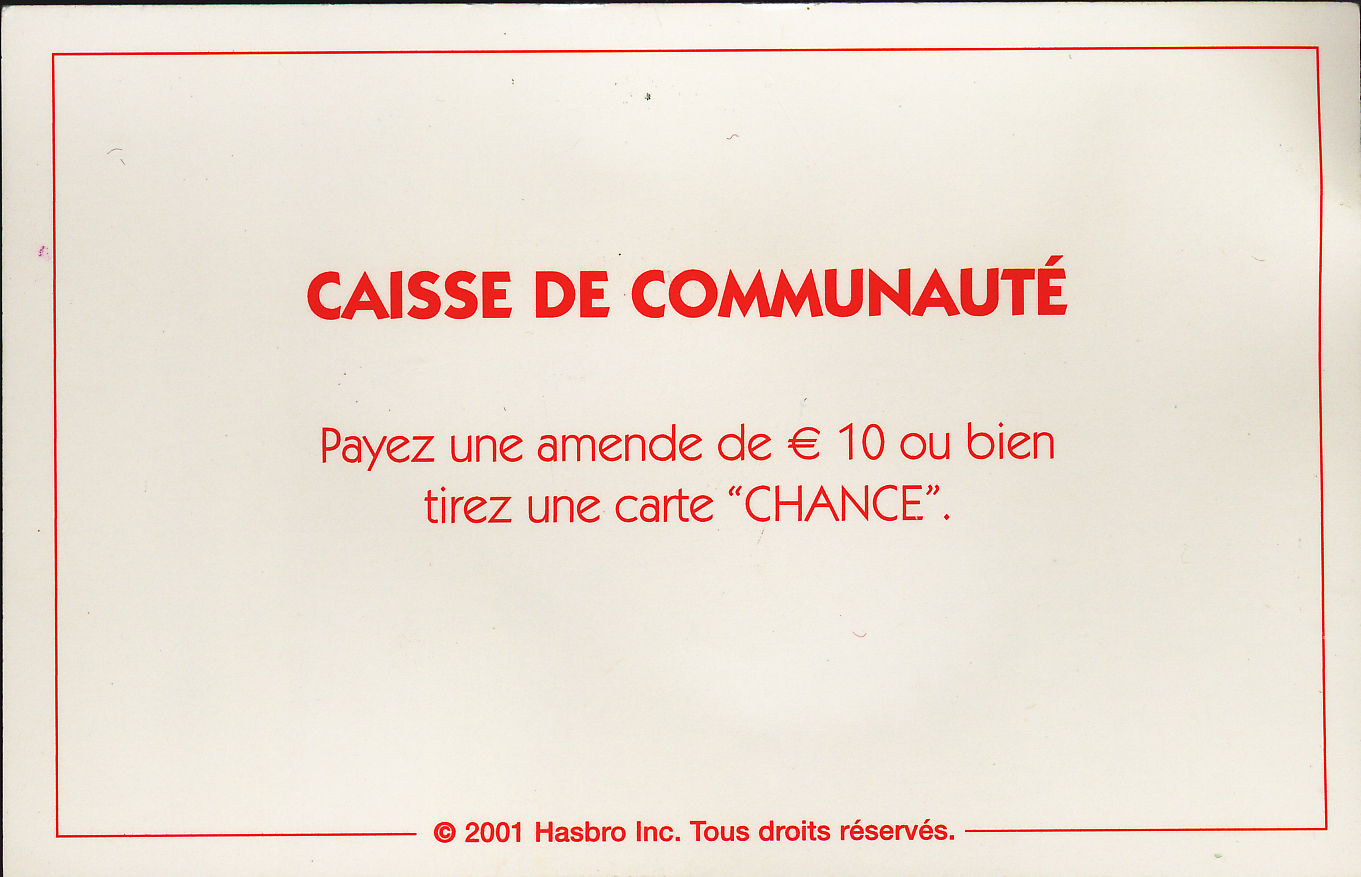 CAISSE DE COMMUNAUTÉ
Payez une amende de € 10 ou bien
tirez une carte “CHANCE”.
© 2001 Hasbro Inc. Tous droits réservés.